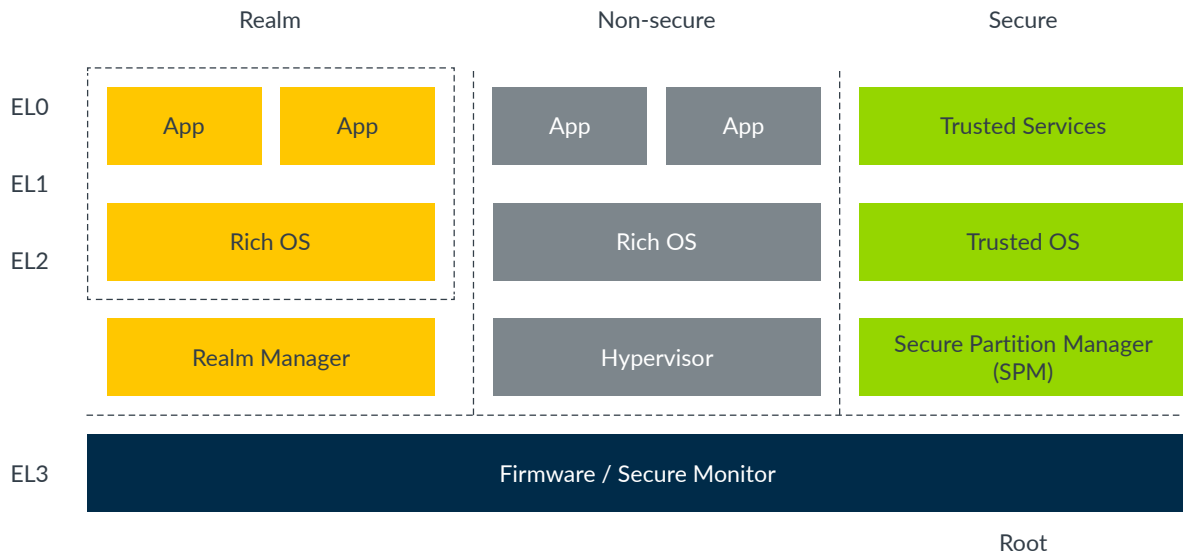 Realm
Non-secure
Secure
EL0
App
App
App
App
Trusted Services
EL1
Rich OS
Rich OS
Trusted OS
EL2
Realm Manager
Hypervisor
Secure Partition Manager
(SPM)
EL3
Firmware / Secure Monitor
Root